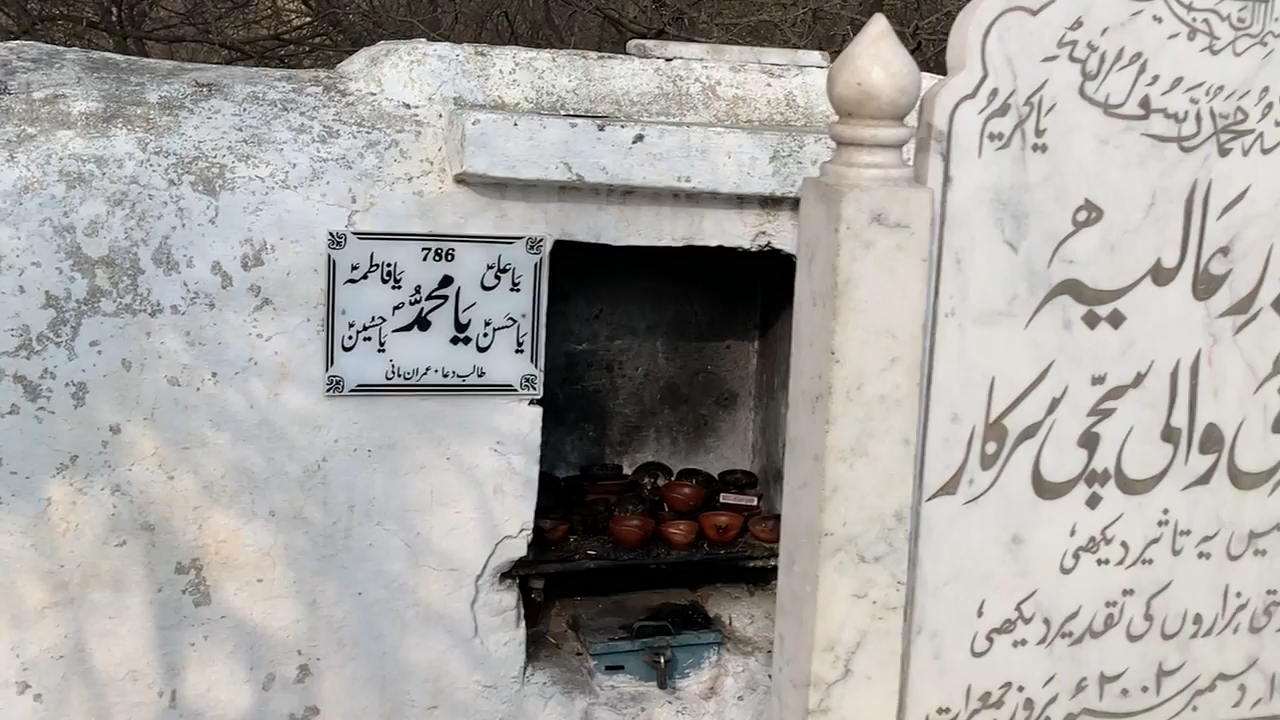 786
یا علیؑ یا فاطمہؑ
یا محمدؐ
یا حسنؑ یا حسینؑ
طالب دعا۔ عمران مانی
محمد رسول اللہ
یا کریم
عالیہ
والی سچّی سرکار
میں یہ تاثیر دیکھی
ہزاروں کی تقدیر دیکھی
دسمبر ۲۰۰۲ء بروز جمعرات